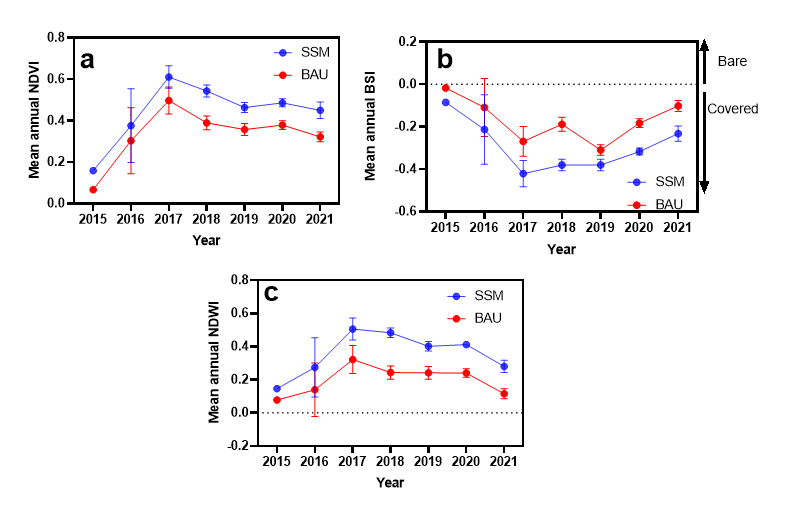 a
Mean annual NDVI
0.8
0.6
0.4
0.2
0.0
SSM
BAU
2015 2016 2017 2018 2019 2020 2021
Year
b
Mean annual BSI
0.2
0.0
-0.2
-0.4
-0.6
SSM
BAU
Bare
Covered
2015 2016 2017 2018 2019 2020 2021
Year
c
Mean annual NDWI
0.8
0.6
0.4
0.2
0.0
-0.2
SSM
BAU
2015 2016 2017 2018 2019 2020 2021
Year